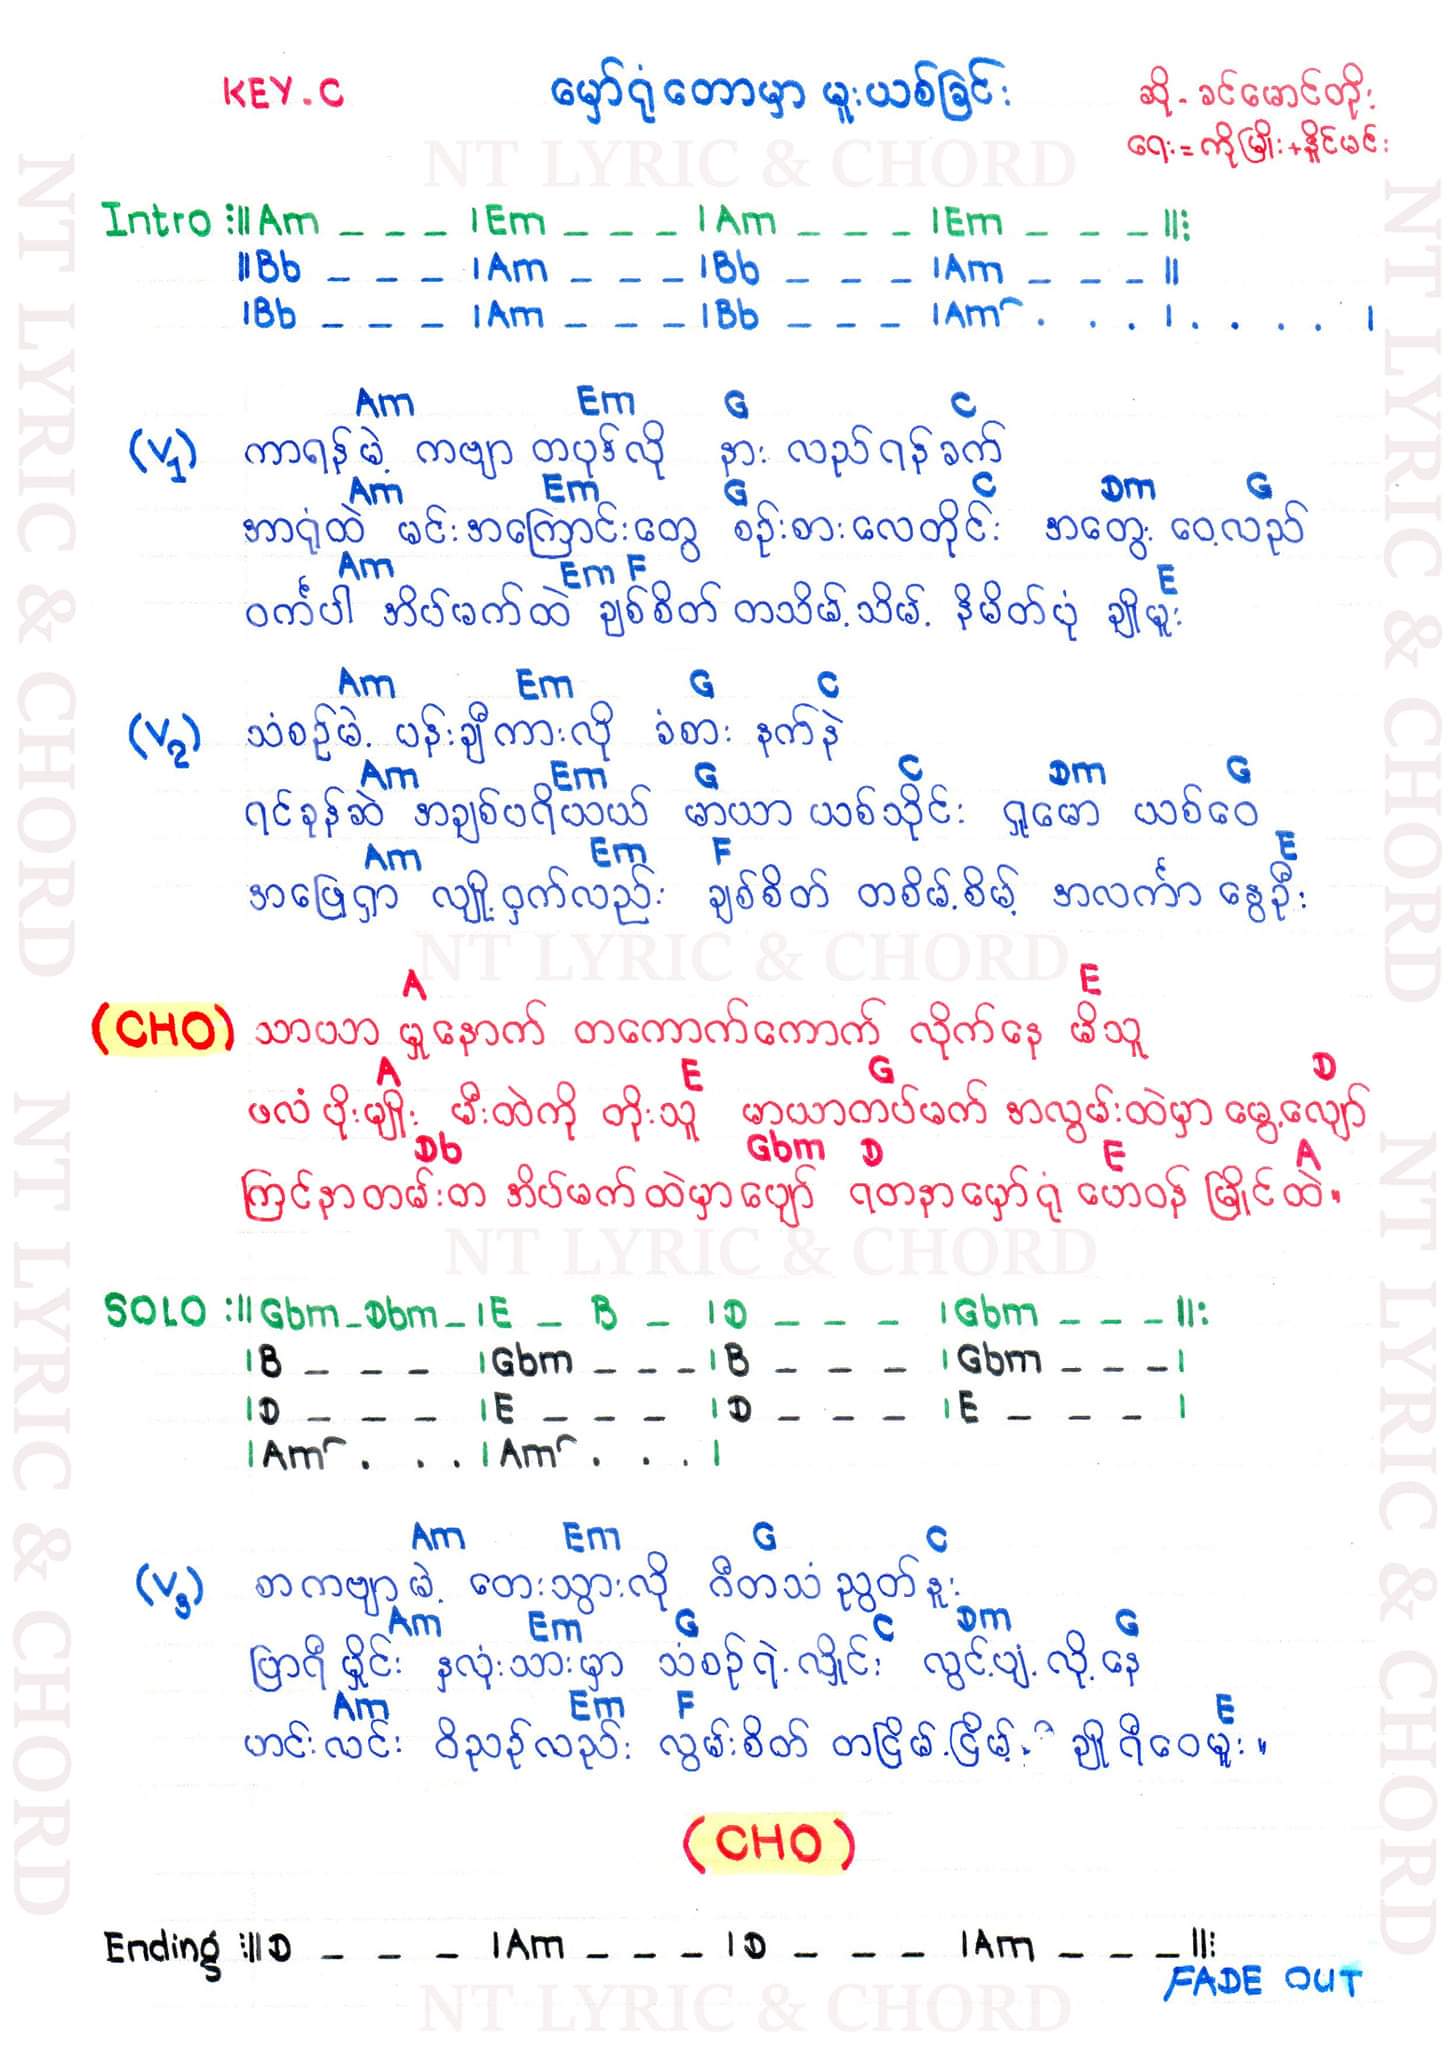 KEY.C
မှော်ရုံတောမှာ မူးယစ်ခြင်း
ဆို - ခင်မောင်တိုး
ရေး = ကိုမြိုး + နိုင်မင်း
NT LYRIC & CHORD
Intro :||Am _ _ _ |Em _ _ _ |Am _ _ _ |Em _ _ _ ||:
||Bb _ _ _ |Am _ _ _ |Bb _ _ _ |Am _ _ _ ||
|Bb _ _ _ |Am _ _ _ |Bb _ _ _ |Am . . . | . . . . |
Am Em G C
(V1) ကာရန်မဲ့ ကဗျာ တပုဒ်လို နား လည်ရန်ခက်
Am Em G C Dm G
အာရုံထဲ မင်းအကြောင်းတွေ စဉ်းစားလေတိုင်း အတွေး ဝေ့လည်
Am Em F E
ဝင်္ကပါ အိပ်မက်ထဲ ချစ်စိတ် တသိမ့်သိမ့် နိမိတ်ပုံ ချိုမူး
Am Em G C
(V2) သံစဉ်မဲ့ ပန်းချီကားလို ခံစား နက်နဲ
Am Em G C Dm G
ရင်ခုန်ဆဲ အချစ်ပရိယယ် မာယာ ယစ်သိုင်း ရှုမော ယစ်ဝေ
Am Em F E
အဖြေရှာ လျှို့ဝှက်လည်း ချစ်စိတ် တစိမ့်စိမ့် အလင်္ကာ နွေဦး
A E
(CHO) သာယာ မှုနောက် တကောက်ကောက် လိုက်နေ မိသူ
A E G D
ဖလံပိုးမျိုး မီးထဲကို တိုးသူ မာယာကပ်မက် အလွမ်းထဲမှာ မွေ့လျော်
Db Gbm D E A
ကြင်နာတမ်းတ အိပ်မက်ထဲမှာပျော် ရတနာမှော်ရုံ ဟေဝန် မြိုင်ထဲ။
NT LYRIC & CHORD
SOLO :||Gbm _ Dbm _ |E _ B _ |D _ _ _ |Gbm _ _ _ ||:
|B _ _ _ |Gbm _ _ _ |B _ _ _ |Gbm _ _ _ |
|D _ _ _ |E _ _ _ |D _ _ _ |E _ _ _ |
|Am . . . |Am . . . |
Am Em G C
(V3) စာကဗျာမဲ့ တေးသွားလို ဂီတသံ ညွတ်နူး
Am Em G C Dm G
ပြာရီ မှိုင်း နှလုံးသားမှာ သံစဉ်ရဲ့လှိုင်း လွင့်ပျံ့လို့နေ
Am Em F E
ဟင်းလင်း ဝိညာဉ်လည်း လွမ်းစိတ် တငြိမ့်ငြိမ့် ချိုရီဝေမူး။
(CHO)
Ending :||D _ _ _ |Am _ _ _ |D _ _ _ |Am _ _ _ ||:
FADE OUT
NT LYRIC & CHORD